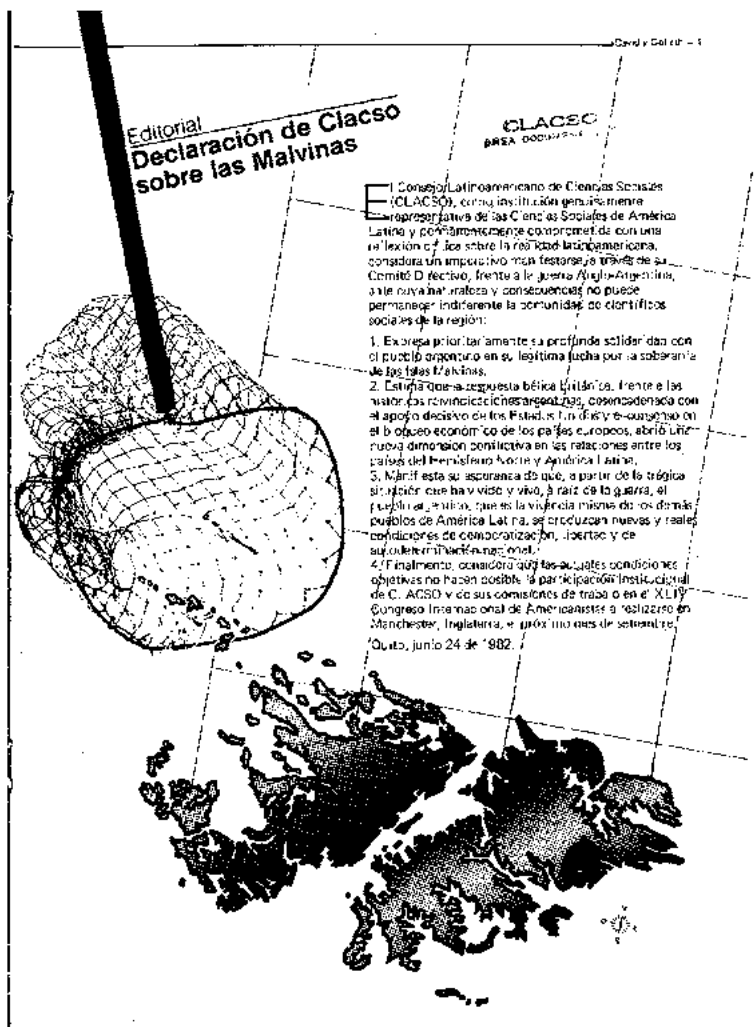 David y Goliath – 1
Editorial
Declaración de Clacso
sobre las Malvinas
CLACSO
AREA
El Consejo Latinoamericano de Ciencias Sociales
(CLACSO), como institución genuinamente
representativa de las Ciencias Sociales de América
Latina y permanentemente comprometida con una
reflexión crítica sobre la realidad latinoamericana,
considera un imperativo manifestarse, a través de su
Comité Directivo, frente a la guerra Anglo-Argentina,
ante cuya naturaleza y consecuencias no puede
permanecer indiferente la comunidad de científicos
sociales de la región:
1. Expresa prioritariamente su profunda solidaridad con
el pueblo argentino en su legítima lucha por la soberanía
de las Islas Malvinas.
2. Estima que la respuesta bélica británica, frente a las
históricas reivindicaciones argentinas, desencadenada con
el apoyo decisivo de los Estados Unidos y el consenso en
el bloqueo económico de los países europeos, abrió una
nueva dimensión conflictiva en las relaciones entre los
países del Hemisferio Norte y América Latina.
3. Manifiesta su esperanza de que, a partir de la trágica
situación que ha vivido y vive, a raíz de la guerra, el
pueblo argentino, que es la vivencia misma de los demás
pueblos de América Latina, se produzcan nuevas y reales
condiciones de democratización, libertad y de
autodeterminación nacional.
4. Finalmente, considera que las actuales condiciones
objetivas no hacen posible la participación institucional
de CLACSO y de sus comisiones de trabajo en el XLIV
Congreso Internacional de Americanistas a realizarse en
Manchester, Inglaterra, el próximo mes de setiembre.
Quito, junio 24 de 1982.